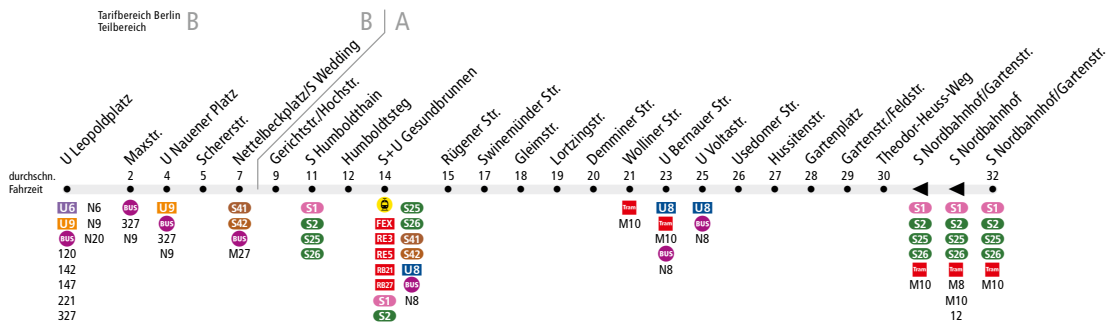 Tarifbereich Berlin
Teilbereich
B
B
A
U Leopoldplatz
Maxstr.
U Nauener Platz
Schererstr.
Nettelbeckplatz/S Wedding
Gerichtstr./Hochstr.
S Humboldthain
Humboldtsteg
S+U Gesundbrunnen
Rügener Str.
Swinemünder Str.
Gleimstr.
Lortzingstr.
Demminer Str.
Wolliner Str.
U Bernauer Str.
U Voltastr.
Usedomer Str.
Hussitenstr.
Gartenplatz
Gartenstr./Feldstr.
Theodor-Heuss-Weg
S Nordbahnhof/Gartenstr.
S Nordbahnhof
S Nordbahnhof/Gartenstr.
durchschn. 2 4 5 7 9 11 12 14 15 17 18 19 20 21 23 25 26 27 28 29 30 32
Fahrzeit
U6 N6 BUS U9 S41 S1 S25 Tram U8 U8 S1 S1 S1
U9 N9 327 BUS S42 S2 FEX S26 M10 Tram BUS S2 S2 S2
BUS N20 N9 327 BUS S25 RE3 S41 M10 N8 S25 S25 S25
120 N9 M27 S26 RE5 S42 BUS S26 S26 S26
142 RB21 U8 N8 Tram Tram Tram
147 RB27 BUS M10 M8 M10
221 S1 N8 M10
327 S2 12